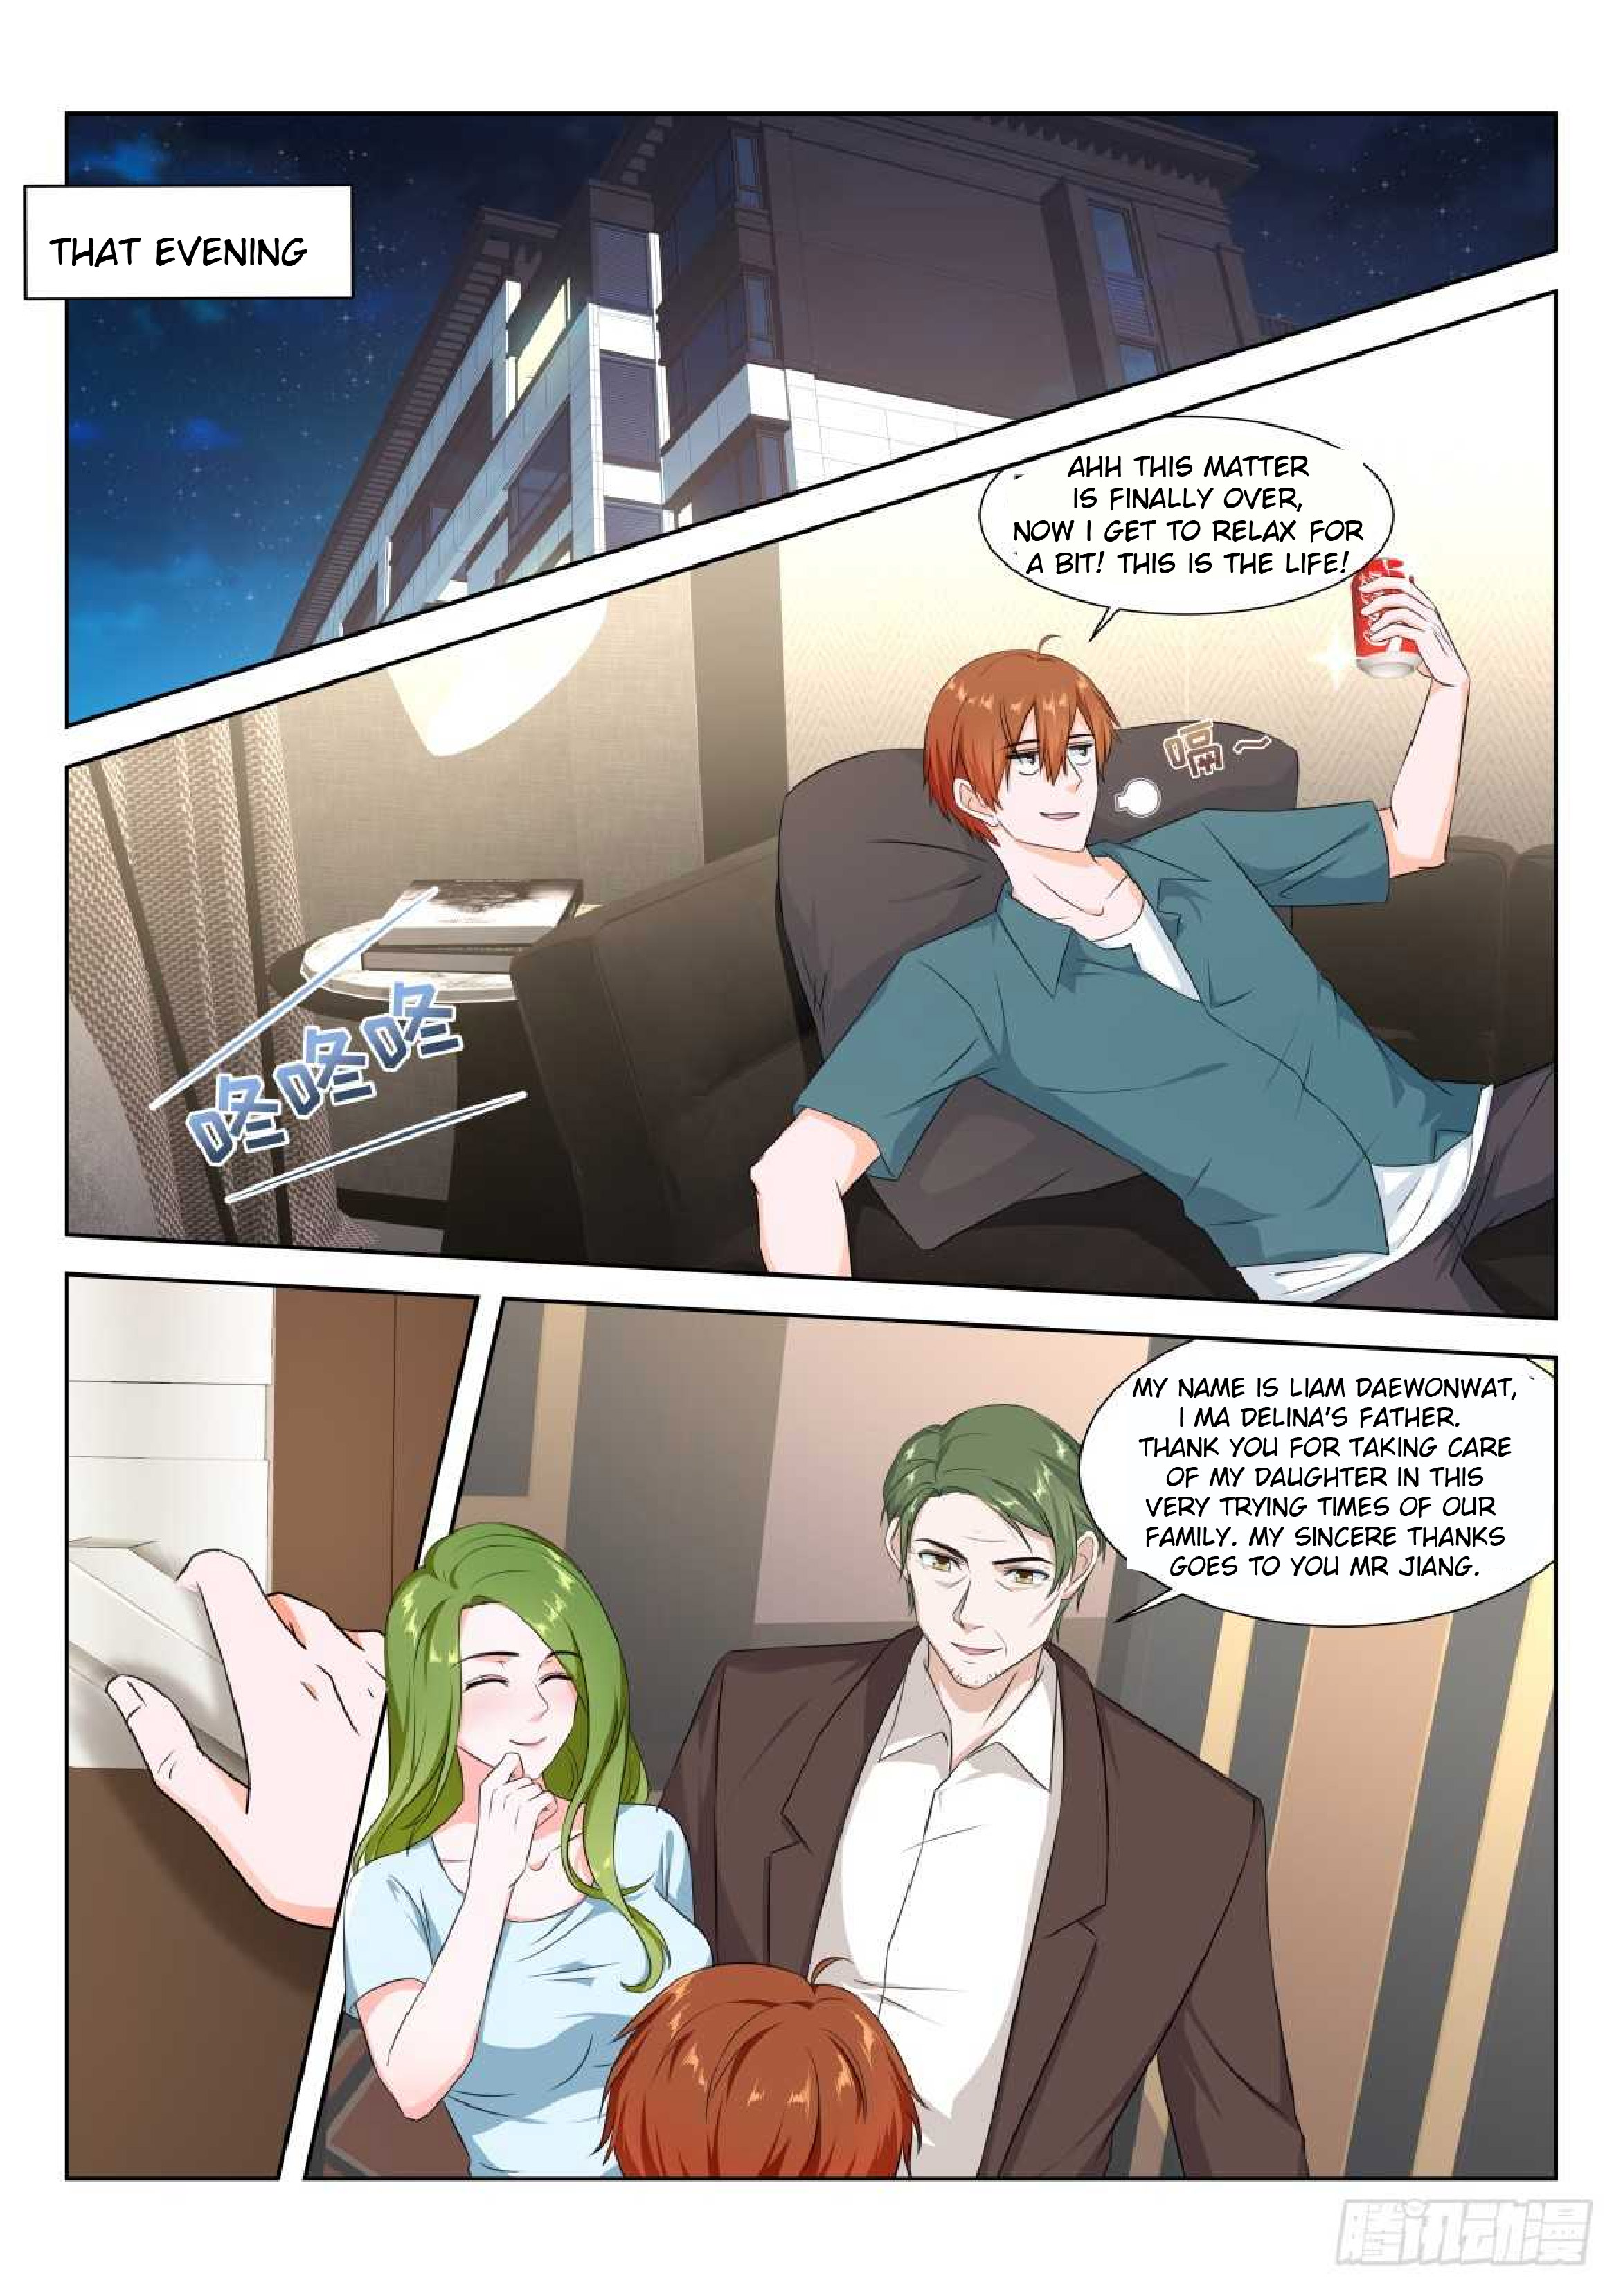 THAT EVENING
AHH THIS MATTER
IS FINALLY OVER,
NOW I GET TO RELAX FOR
A BIT! THIS IS THE LIFE!
嗝～
咚咚咚
MY NAME IS LIAM DAEWONWAT,
I MA DELINA'S FATHER.
THANK YOU FOR TAKING CARE
OF MY DAUGHTER IN THIS
VERY TRYING TIMES OF OUR
FAMILY. MY SINCERE THANKS
GOES TO YOU MR JIANG.
腾讯动漫